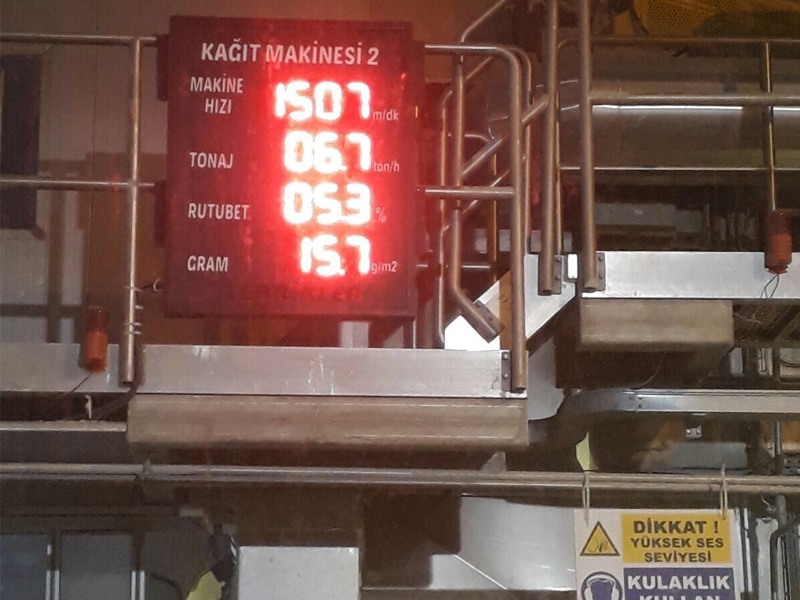 KAĞIT MAKİNESİ 2
MAKİNE HIZI 1507 m/dk
TONAJ 06.7 ton/h
RUTUBET 05.3 %
GRAM 15.7 g/m2
DİKKAT !
YÜKSEK SES
SEVİYESİ
KULAKLIK
KULLAN